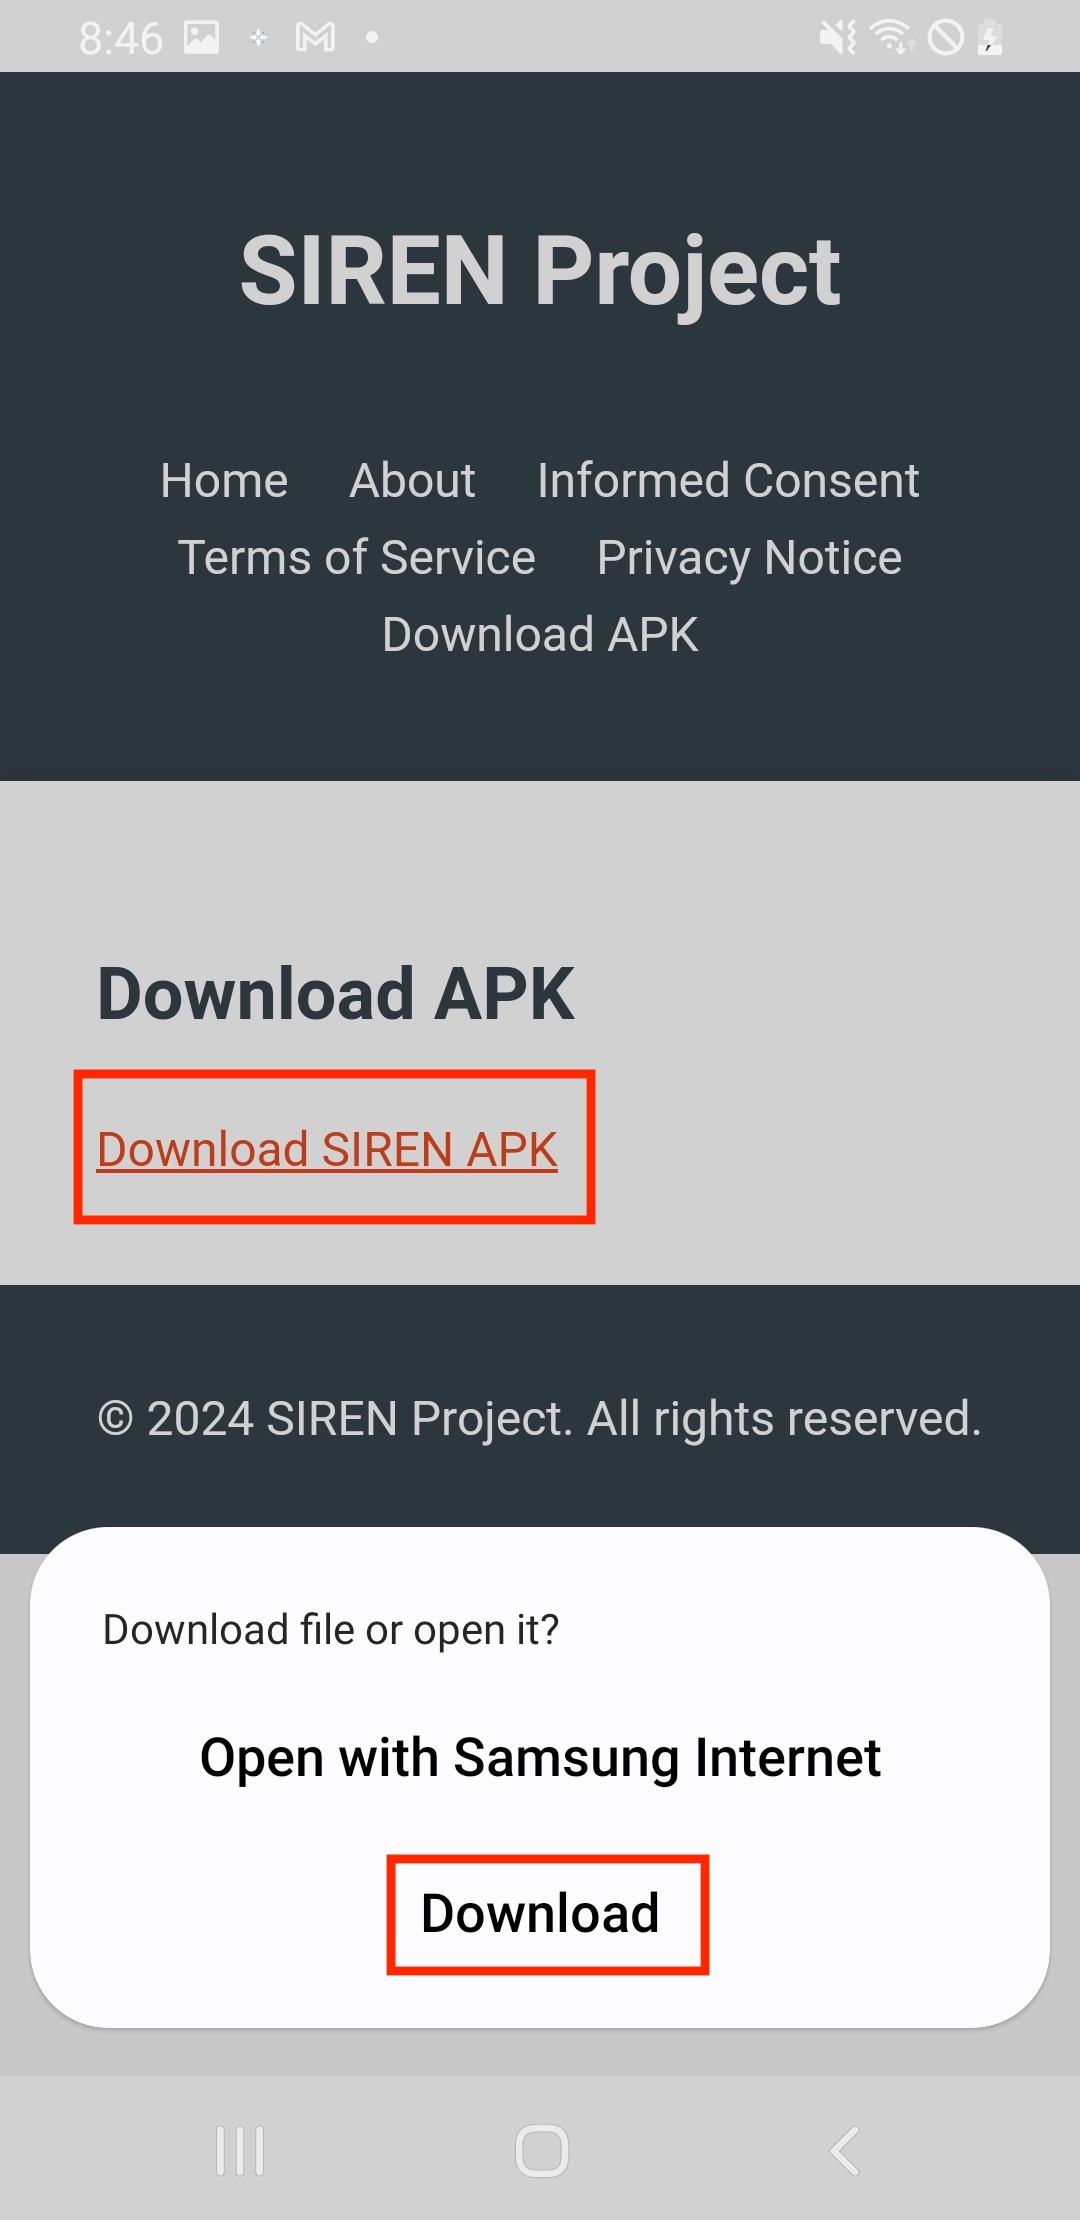 8:46
SIREN Project
Home About Informed Consent
Terms of Service Privacy Notice
Download APK
Download APK
Download SIREN APK
© 2024 SIREN Project. All rights reserved.
Download file or open it?
Open with Samsung Internet
Download